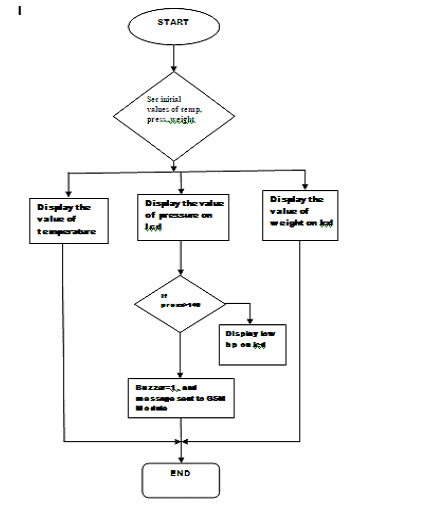 I
START
Set initial
values of temp,
press, weight
Display the
value of
temperature
Display the value
of pressure on
lcd
Display the
value of
weight on lcd
If
press>140
Display low
bp on lcd
Buzzer=1, and
message sent to GSM
Module
END